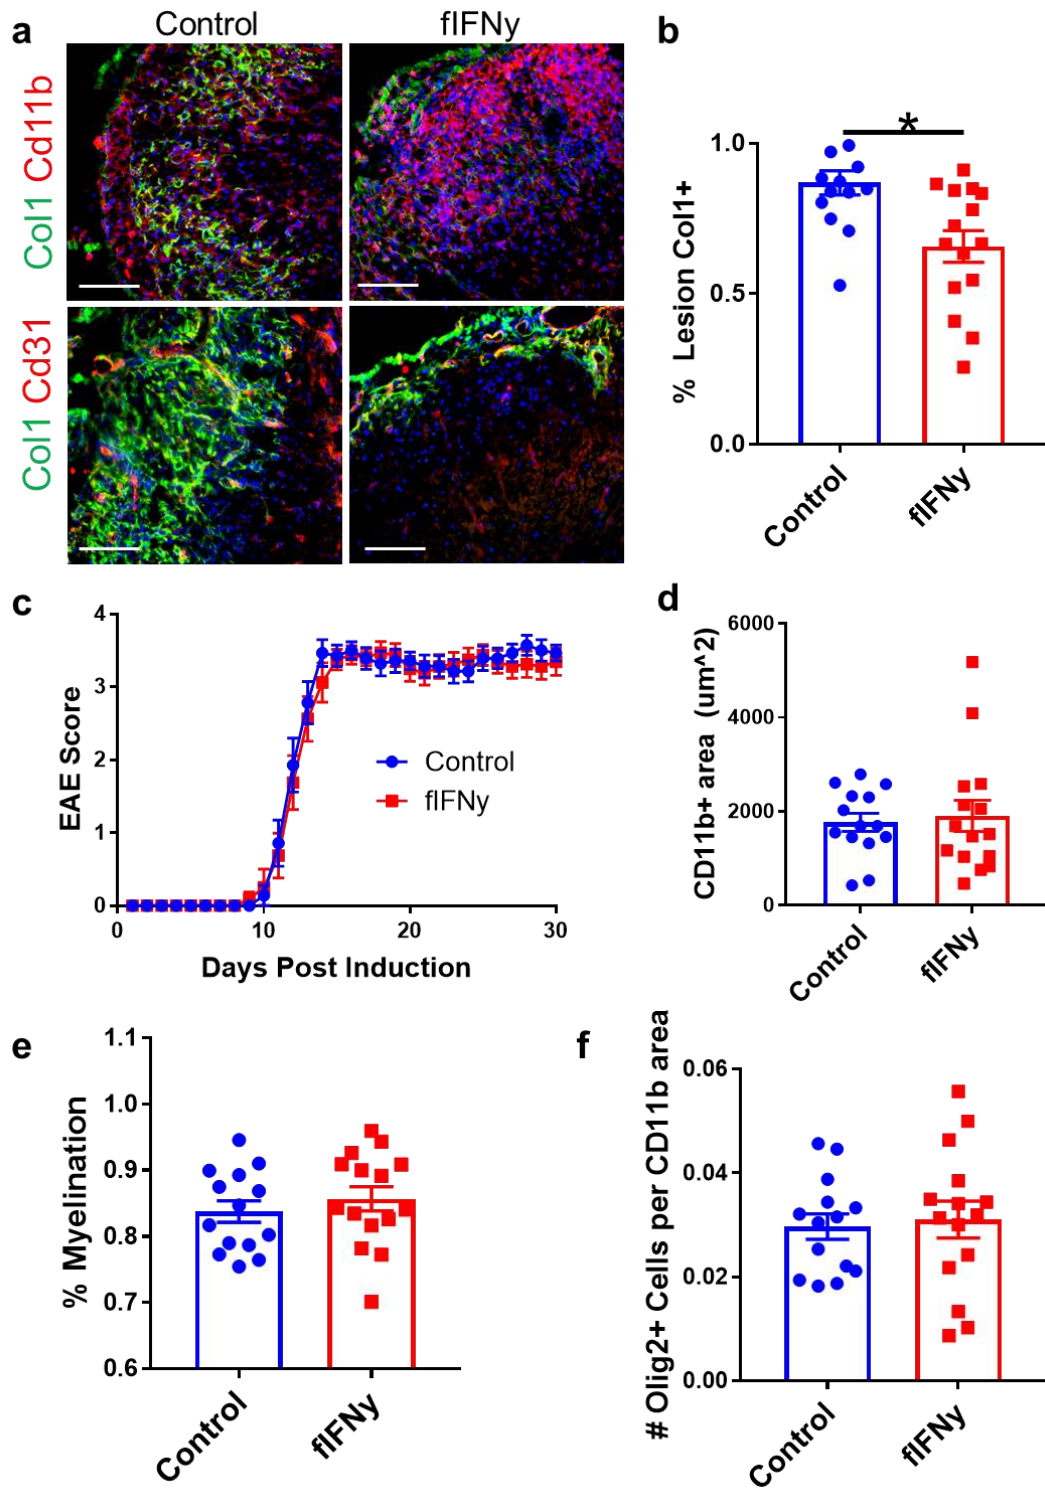 a
Control
fIFNy
Col1 Cd11b
Col1 Cd31
b
*
% Lesion Col1+
1.0
0.5
0.0
Control
fIFNy
c
EAE Score
4
3
2
1
0
0
10
20
30
Days Post Induction
Control
fIFNy
d
CD11b+ area (um^2)
6000
4000
2000
0
Control
fIFNy
e
% Myelination
1.1
1.0
0.9
0.8
0.7
0.6
Control
fIFNy
f
# Olig2+ Cells per CD11b area
0.06
0.04
0.02
0.00
Control
fIFNy